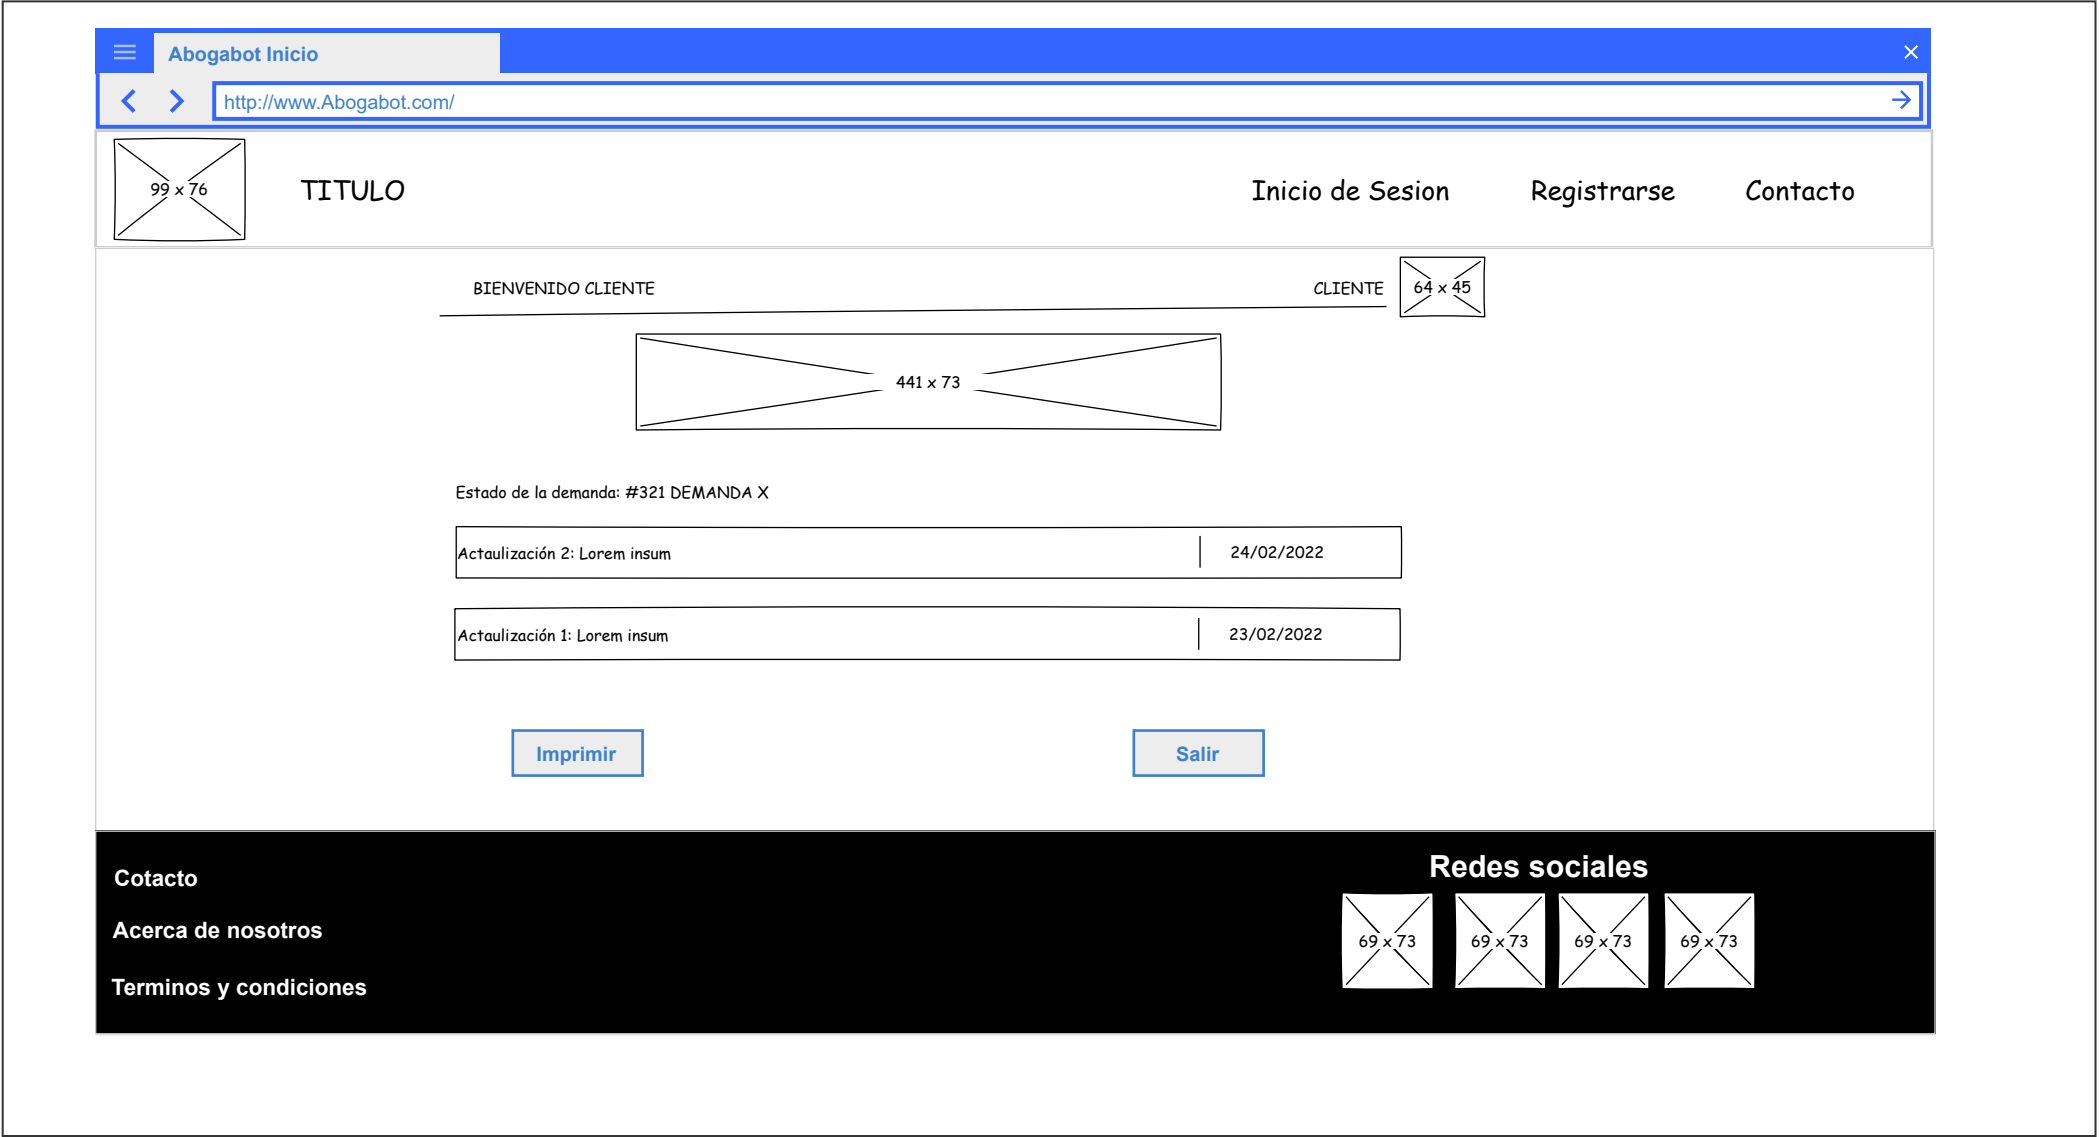 Abogabot Inicio
http://www.Abogabot.com/
99 x 76
TITULO
Inicio de Sesion
Registrarse
Contacto
BIENVENIDO CLIENTE
CLIENTE
64 x 45
441 x 73
Estado de la demanda: #321 DEMANDA X
Actaulización 2: Lorem insum
24/02/2022
Actaulización 1: Lorem insum
23/02/2022
Imprimir
Salir
Cotacto
Acerca de nosotros
Terminos y condiciones
Redes sociales
69 x 73
69 x 73
69 x 73
69 x 73